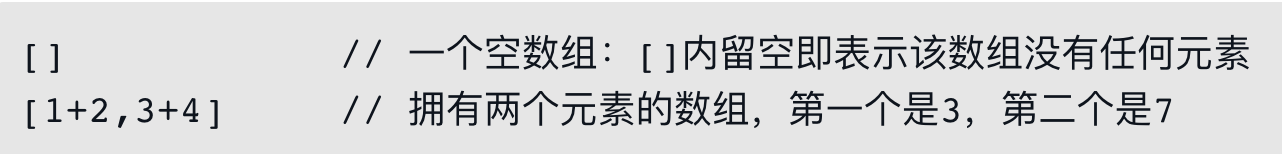 []              // 一个空数组：[]内留空即表示该数组没有任何元素
[1+2,3+4]       // 拥有两个元素的数组，第一个是3，第二个是7